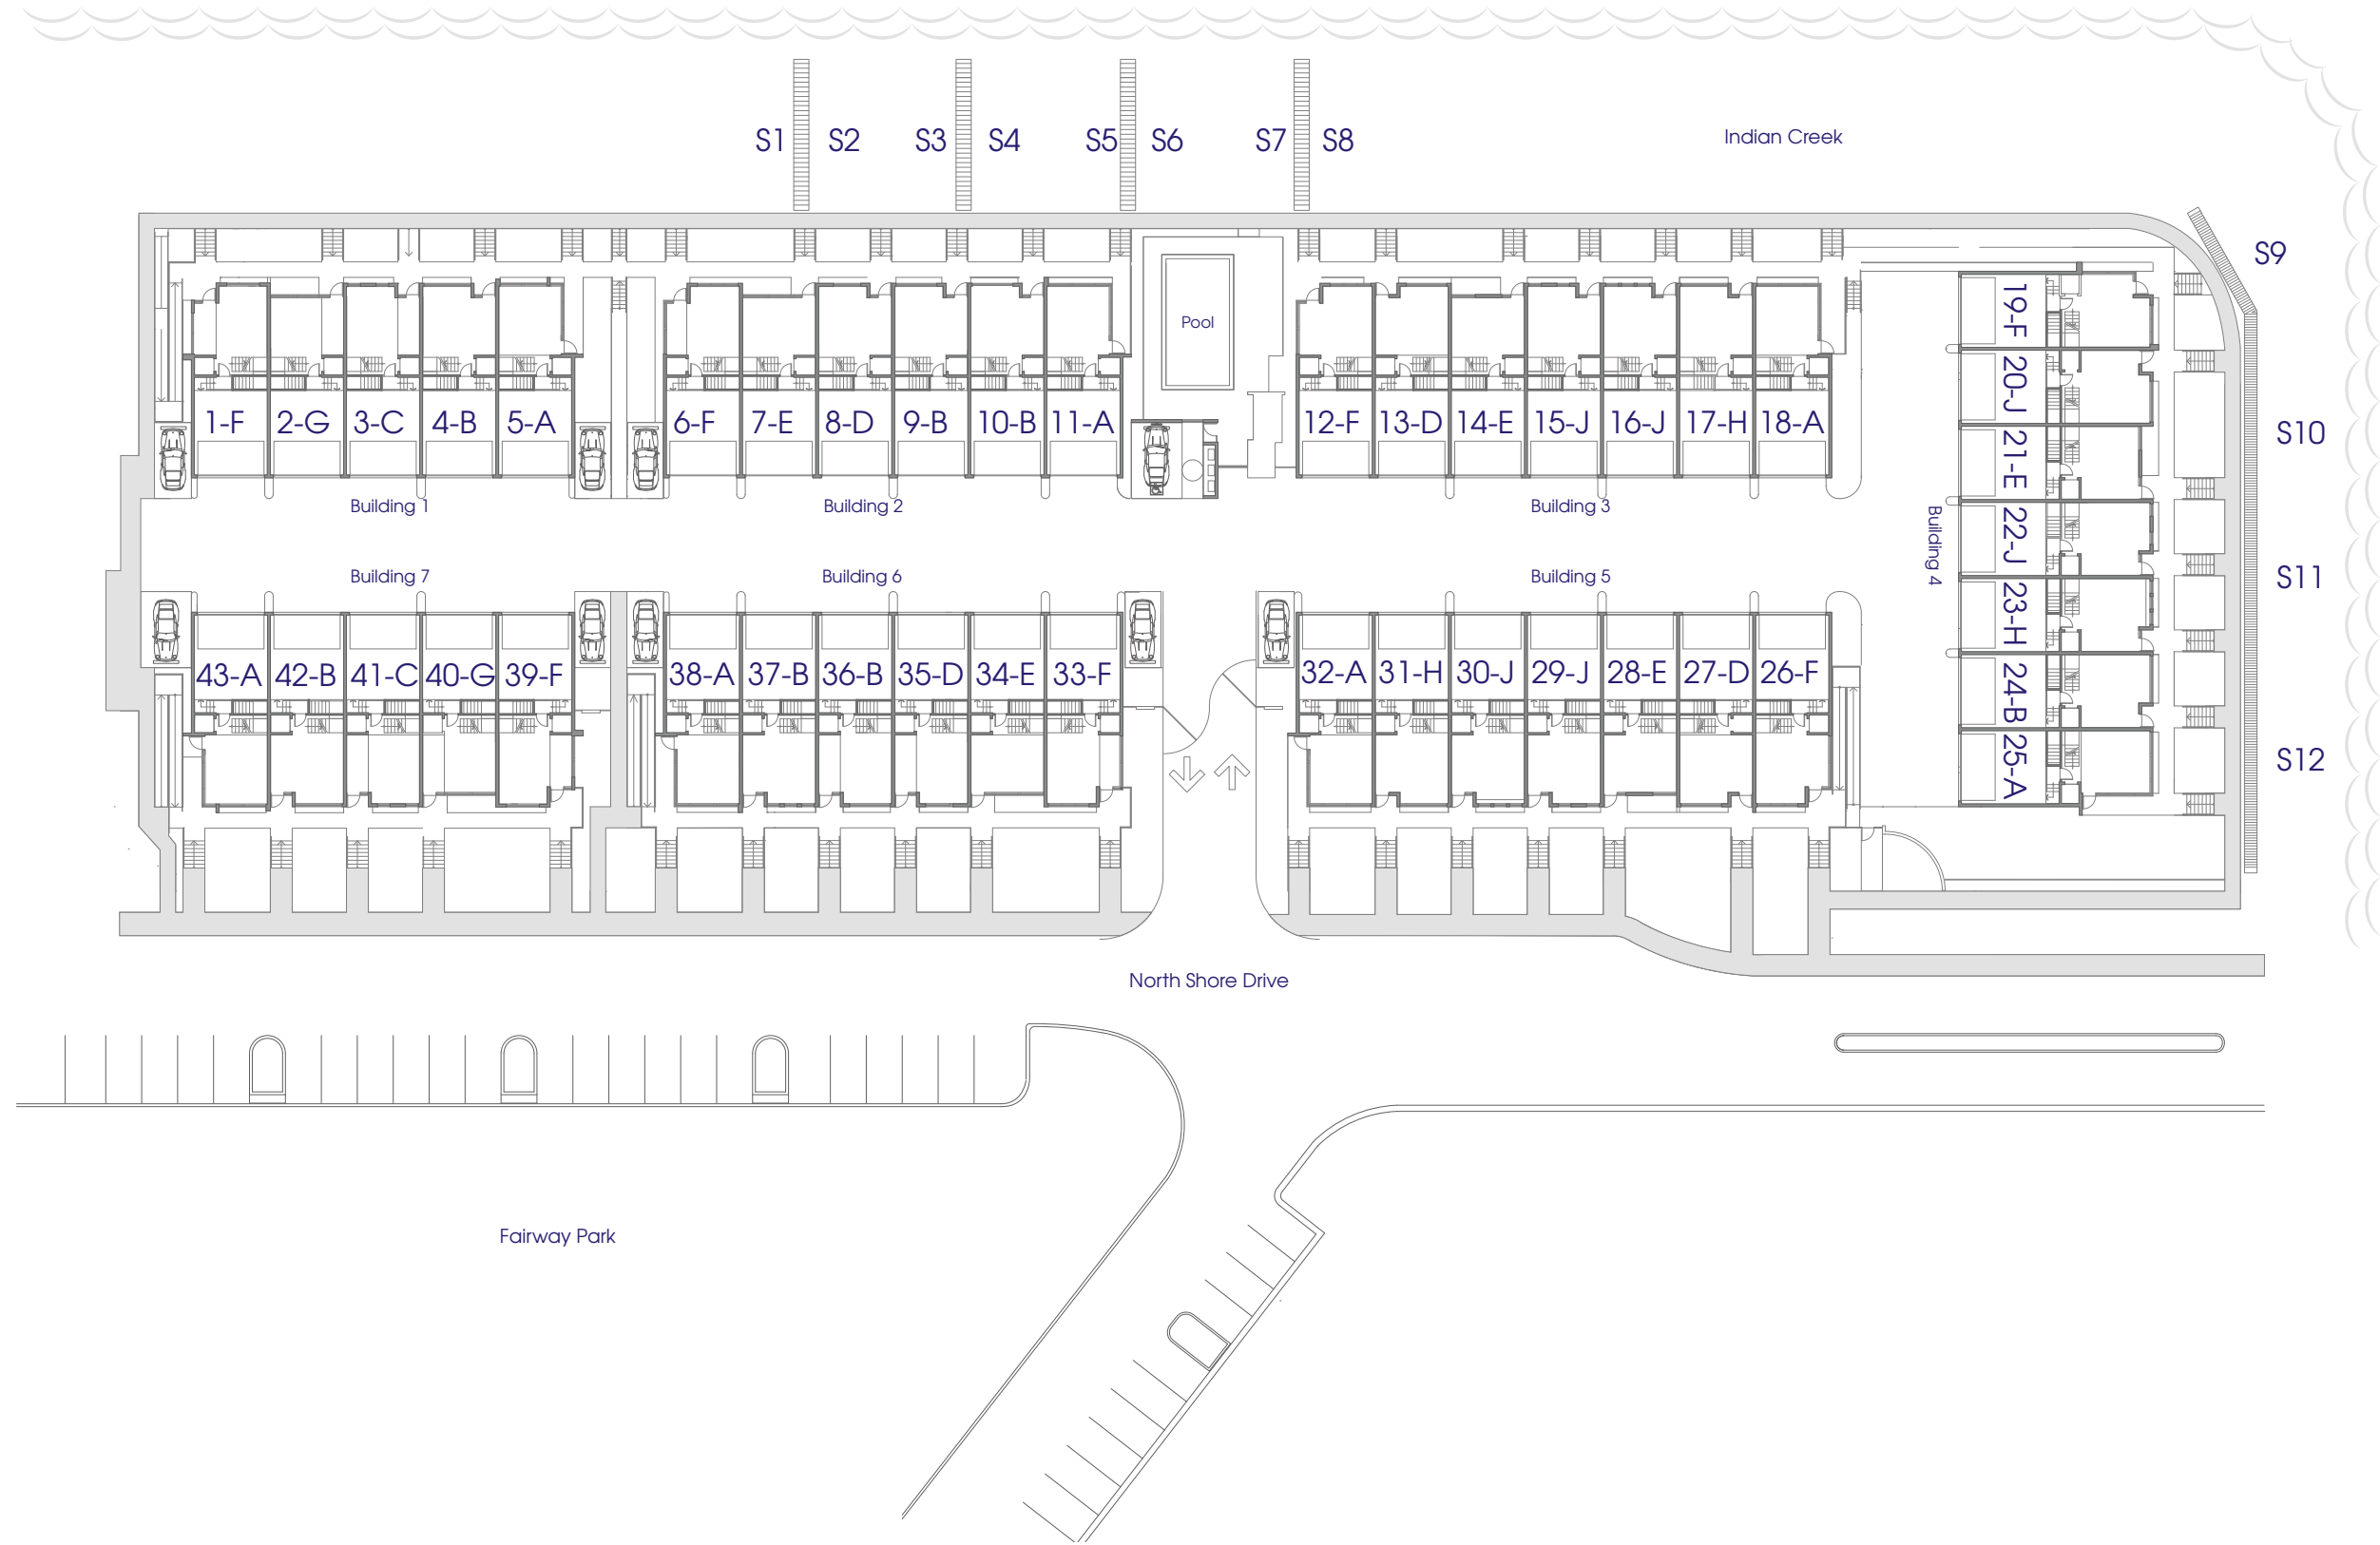 S1 S2 S3 S4 S5 S6 S7 S8
Indian Creek
S9
Pool
19-F
20-J
21-E
22-J
23-H
24-B
25-A
1-F 2-G 3-C 4-B 5-A 6-F 7-E 8-D 9-B 10-B 11-A 12-F 13-D 14-E 15-J 16-J 17-H 18-A
S10
Building 1 Building 2 Building 3
Building 4
Building 7 Building 6 Building 5
S11
43-A 42-B 41-C 40-G 39-F 38-A 37-B 36-B 35-D 34-E 33-F 32-A 31-H 30-J 29-J 28-E 27-D 26-F
S12
North Shore Drive
Fairway Park